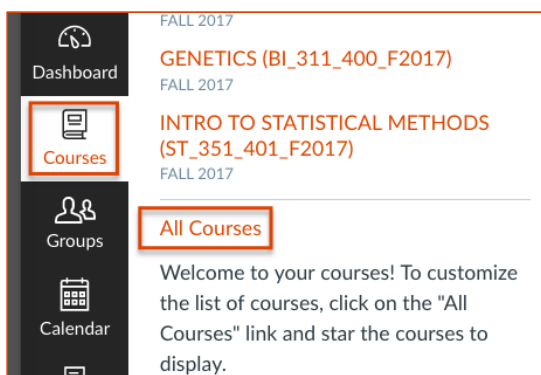 Dashboard
Courses
Groups
Calendar
FALL 2017
GENETICS (BI_311_400_F2017)
FALL 2017
INTRO TO STATISTICAL METHODS
(ST_351_401_F2017)
FALL 2017
All Courses
Welcome to your courses! To customize
the list of courses, click on the "All
Courses" link and star the courses to
display.